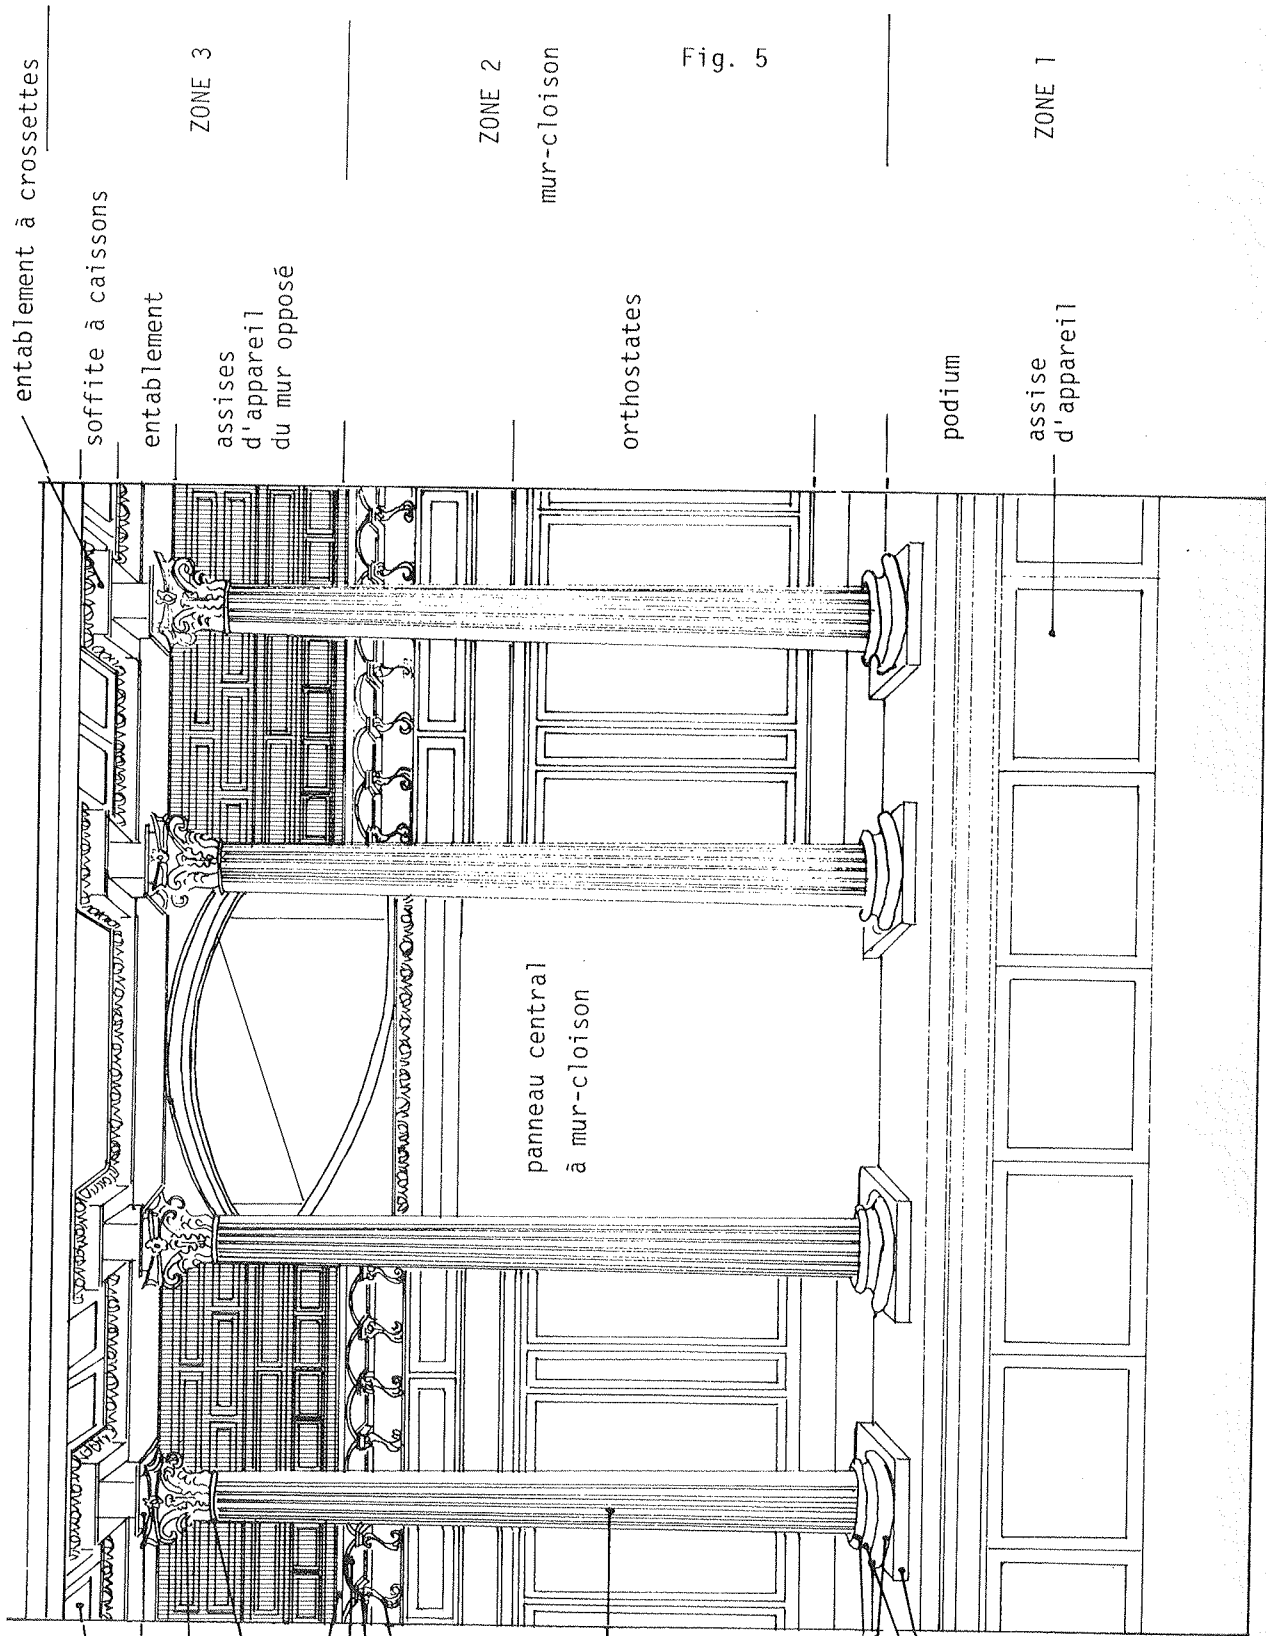 entablement à crossettes
soffite à caissons
entablement
assises
d'appareil
du mur opposé
orthostates
podium
assise
d'appareil
ZONE 3
ZONE 2
mur-cloison
ZONE 1
panneau central
à mur-cloison
Fig. 5